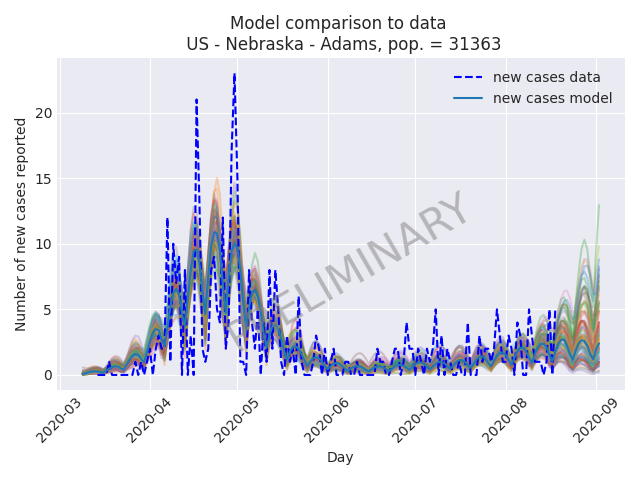 Model comparison to data
US - Nebraska - Adams, pop. = 31363
new cases data
new cases model
Number of new cases reported
20
15
10
5
0
PRELIMINARY
2020-03
2020-04
2020-05
2020-06
2020-07
2020-08
2020-09
Day